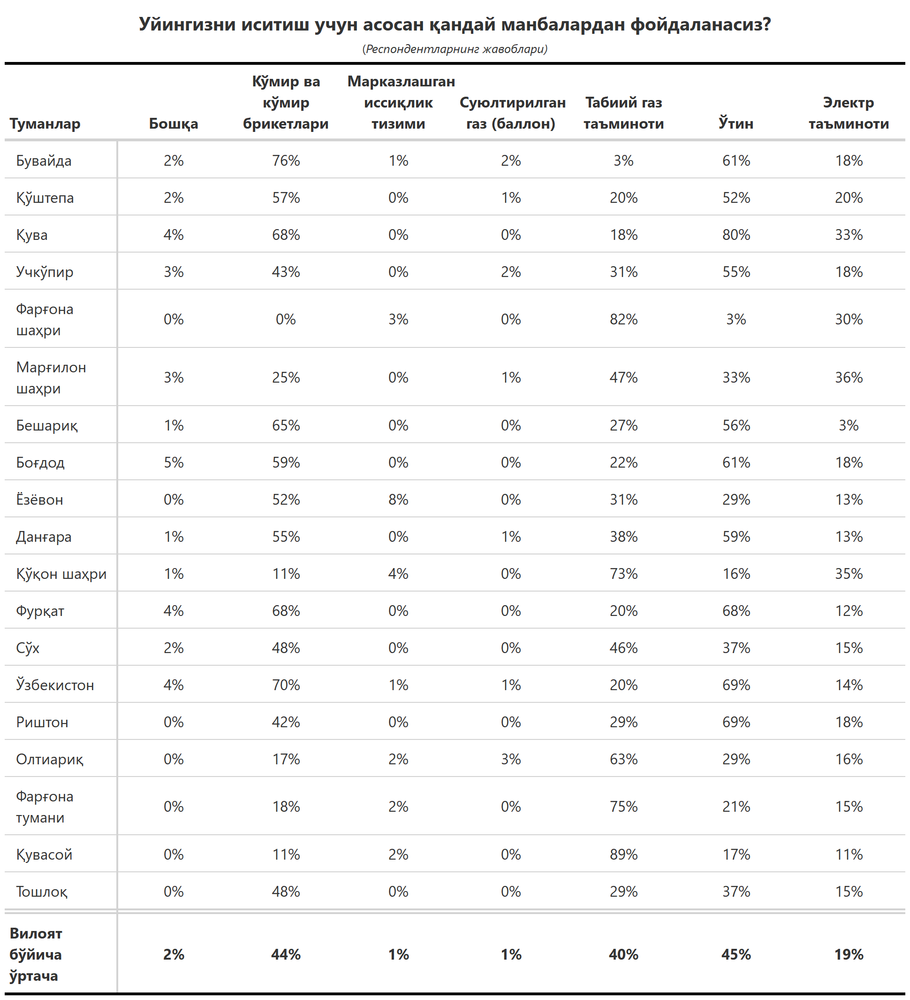 Уйингизни иситиш учун асосан қандай манбалардан фойдаланасиз?
(Респондентларнинг жавоблари)
Туманлар Бошқа Кўмир ва кўмир брикетлари Марказлашган иссиқлик тизими Суюлтирилган газ (баллон) Табиий газ таъминоти Ўтин Электр таъминоти
Бувайда 2% 76% 1% 2% 3% 61% 18%
Қўштепа 2% 57% 0% 1% 20% 52% 20%
Қува 4% 68% 0% 0% 18% 80% 33%
Учкўпир 3% 43% 0% 2% 31% 55% 18%
Фарғона шаҳри 0% 0% 3% 0% 82% 3% 30%
Марғилон шаҳри 3% 25% 0% 1% 47% 33% 36%
Бешариқ 1% 65% 0% 0% 27% 56% 3%
Боғдод 5% 59% 0% 0% 22% 61% 18%
Ёзёвон 0% 52% 8% 0% 31% 29% 13%
Данғара 1% 55% 0% 1% 38% 59% 13%
Қўқон шаҳри 1% 11% 4% 0% 73% 16% 35%
Фурқат 4% 68% 0% 0% 20% 68% 12%
Сўх 2% 48% 0% 0% 46% 37% 15%
Ўзбекистон 4% 70% 1% 1% 20% 69% 14%
Риштон 0% 42% 0% 0% 29% 69% 18%
Олтиариқ 0% 17% 2% 3% 63% 29% 16%
Фарғона тумани 0% 18% 2% 0% 75% 21% 15%
Қувасой 0% 11% 2% 0% 89% 17% 11%
Тошлоқ 0% 48% 0% 0% 29% 37% 15%
Вилоят бўйича ўртача 2% 44% 1% 1% 40% 45% 19%